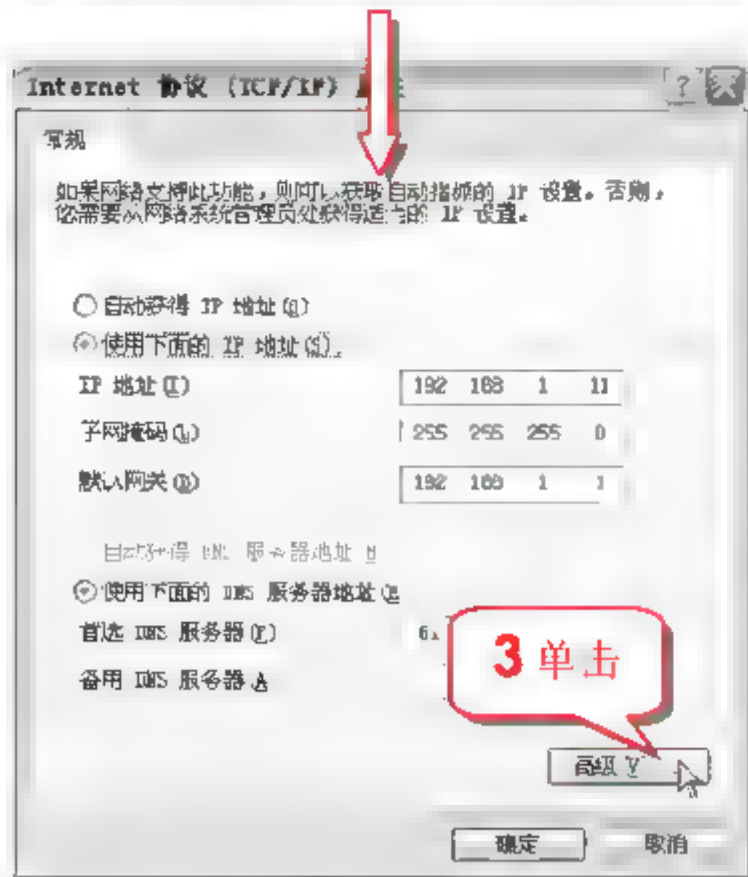 Internet 协议 (TCP/IP)
常规
如果网络支持此功能，则可以获取自动指派的 IP 设置。否则，
您需要从网络系统管理员处获得适当的 IP 设置。
自动获得 IP 地址(O)
使用下面的 IP 地址(S):
IP 地址(I)
192 168 1 11
子网掩码(U)
255 255 255 0
默认网关(D)
192 168 1 1
自动获得 DNS 服务器地址
使用下面的 DNS 服务器地址(E
首选 DNS 服务器(P)
备用 DNS 服务器 A
3 单击
高级 V
确定
取消